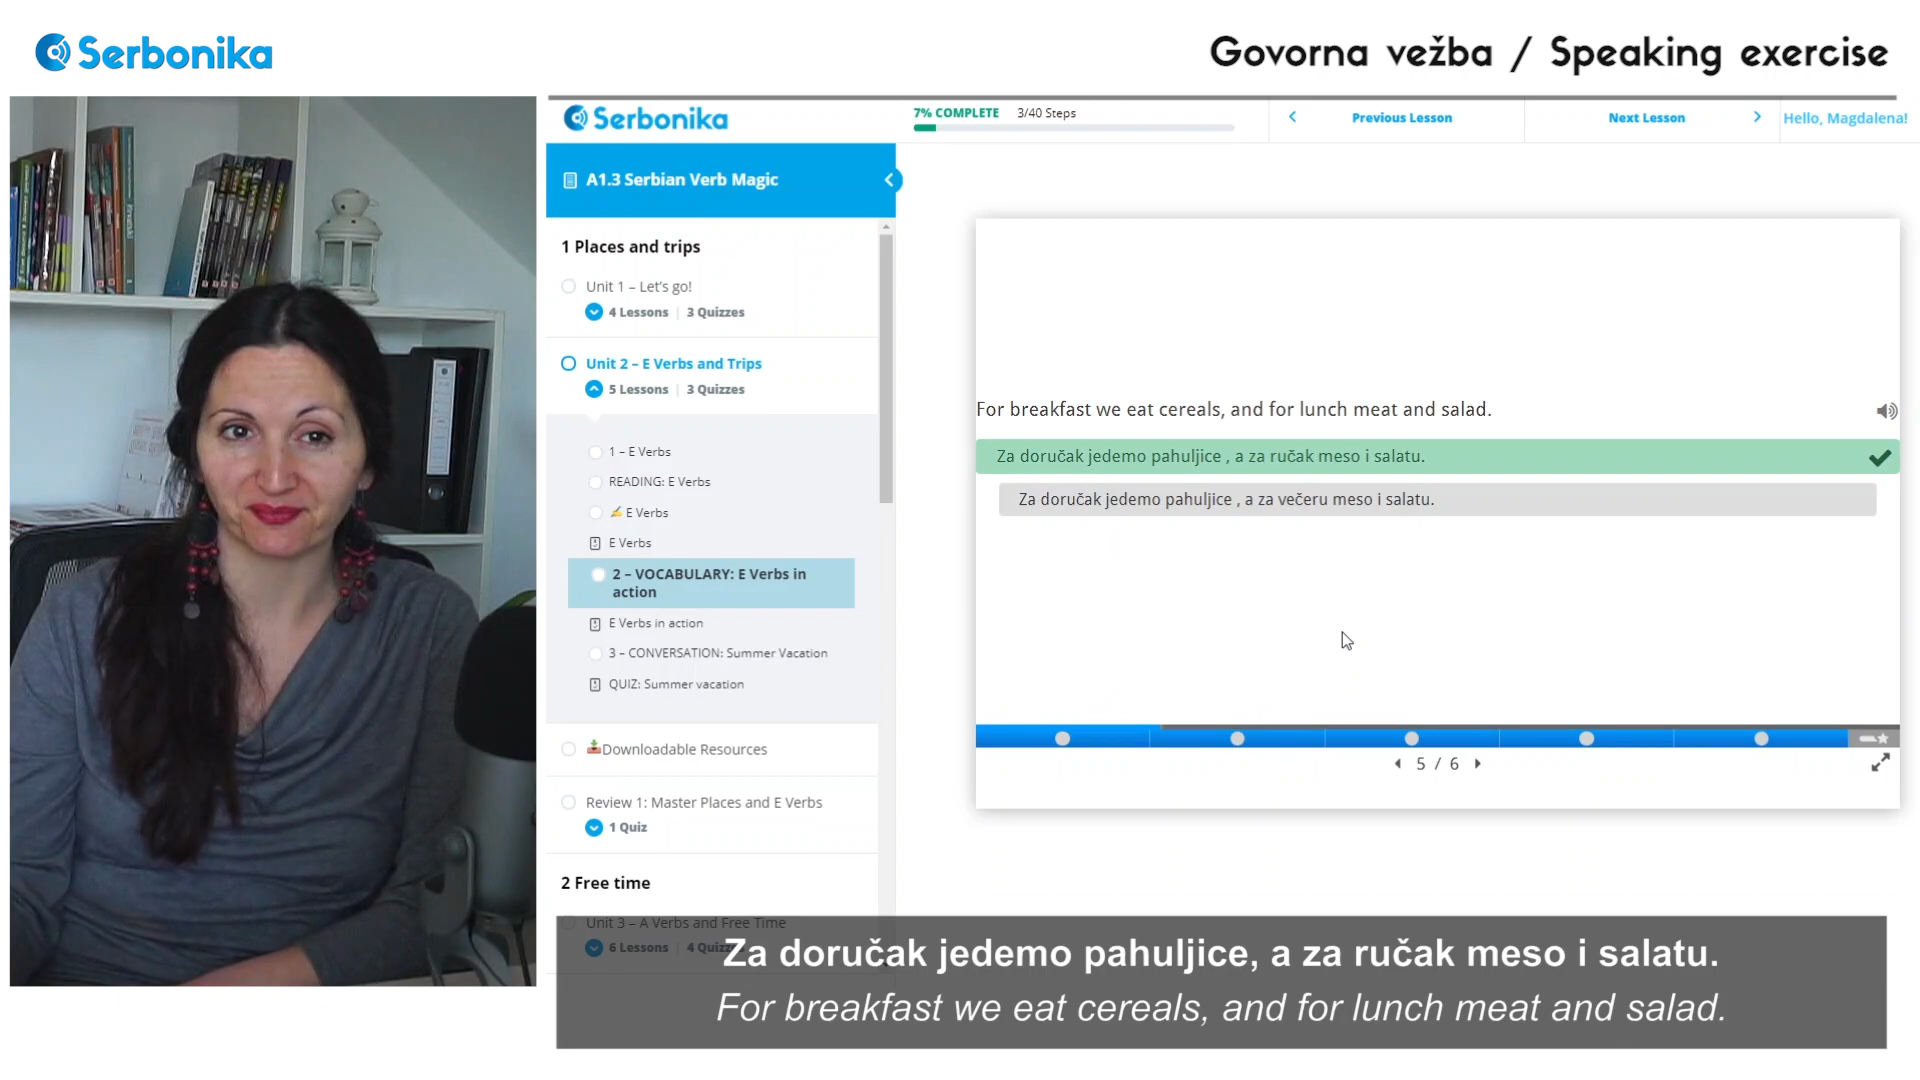 Serbonika
Govorna vežba / Speaking exercise
Serbonika
7% COMPLETE 3/40 Steps
Previous Lesson
Next Lesson
Hello, Magdalena!
A1.3 Serbian Verb Magic
1 Places and trips
Unit 1 – Let's go!
4 Lessons | 3 Quizzes
Unit 2 – E Verbs and Trips
5 Lessons | 3 Quizzes
1 – E Verbs
READING: E Verbs
✍ E Verbs
E Verbs
2 – VOCABULARY: E Verbs in
action
E Verbs in action
3 – CONVERSATION: Summer Vacation
QUIZ: Summer vacation
📥Downloadable Resources
Review 1: Master Places and E Verbs
1 Quiz
2 Free time
Unit 3 – A Verbs and Free Time
6 Lessons | 4 Quizzes
For breakfast we eat cereals, and for lunch meat and salad.
Za doručak jedemo pahuljice , a za ručak meso i salatu.
Za doručak jedemo pahuljice , a za večeru meso i salatu.
5 / 6
Za doručak jedemo pahuljice, a za ručak meso i salatu.
For breakfast we eat cereals, and for lunch meat and salad.